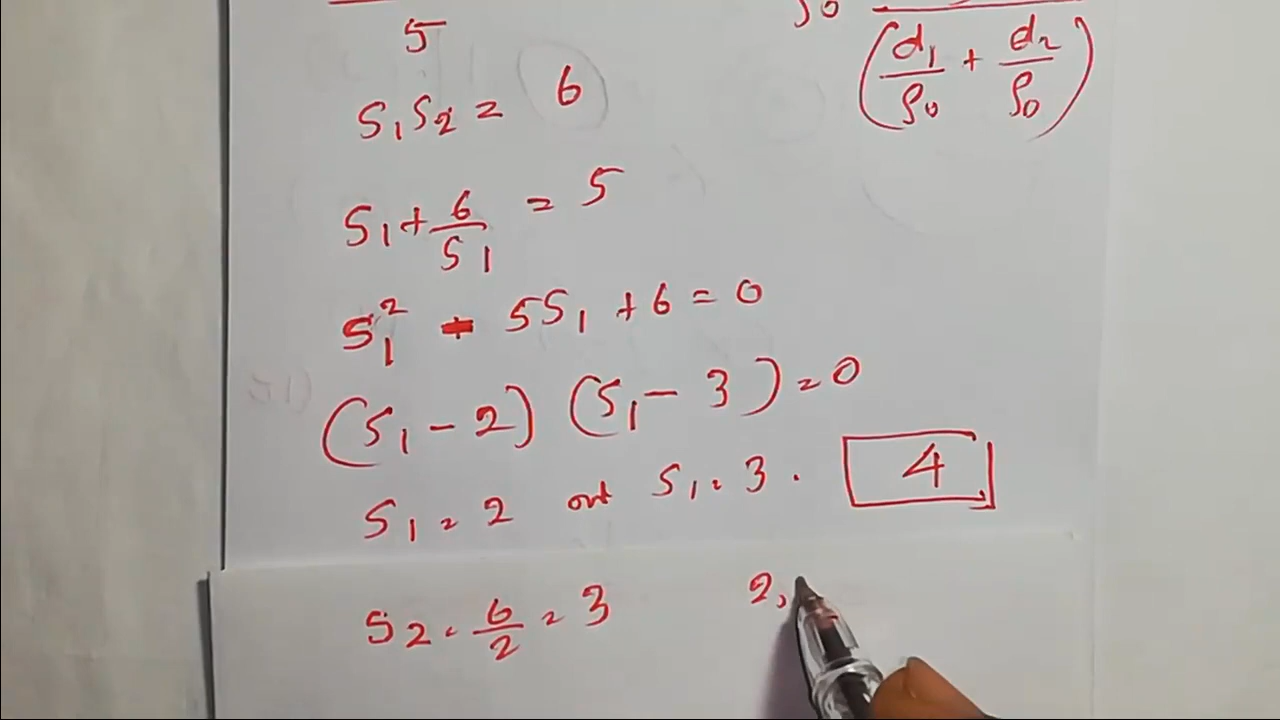 5
S₁S₂ = 6
S₁ + 6/S₁ = 5
S₁² - 5S₁ + 6 = 0
(S₁ - 2) (S₁ - 3) = 0
S₁ = 2 S₁ = 3. 4
S₂ = 6/2 = 3 2,
ρ₀ (d₁/ρ₀ + d₂/ρ₀)